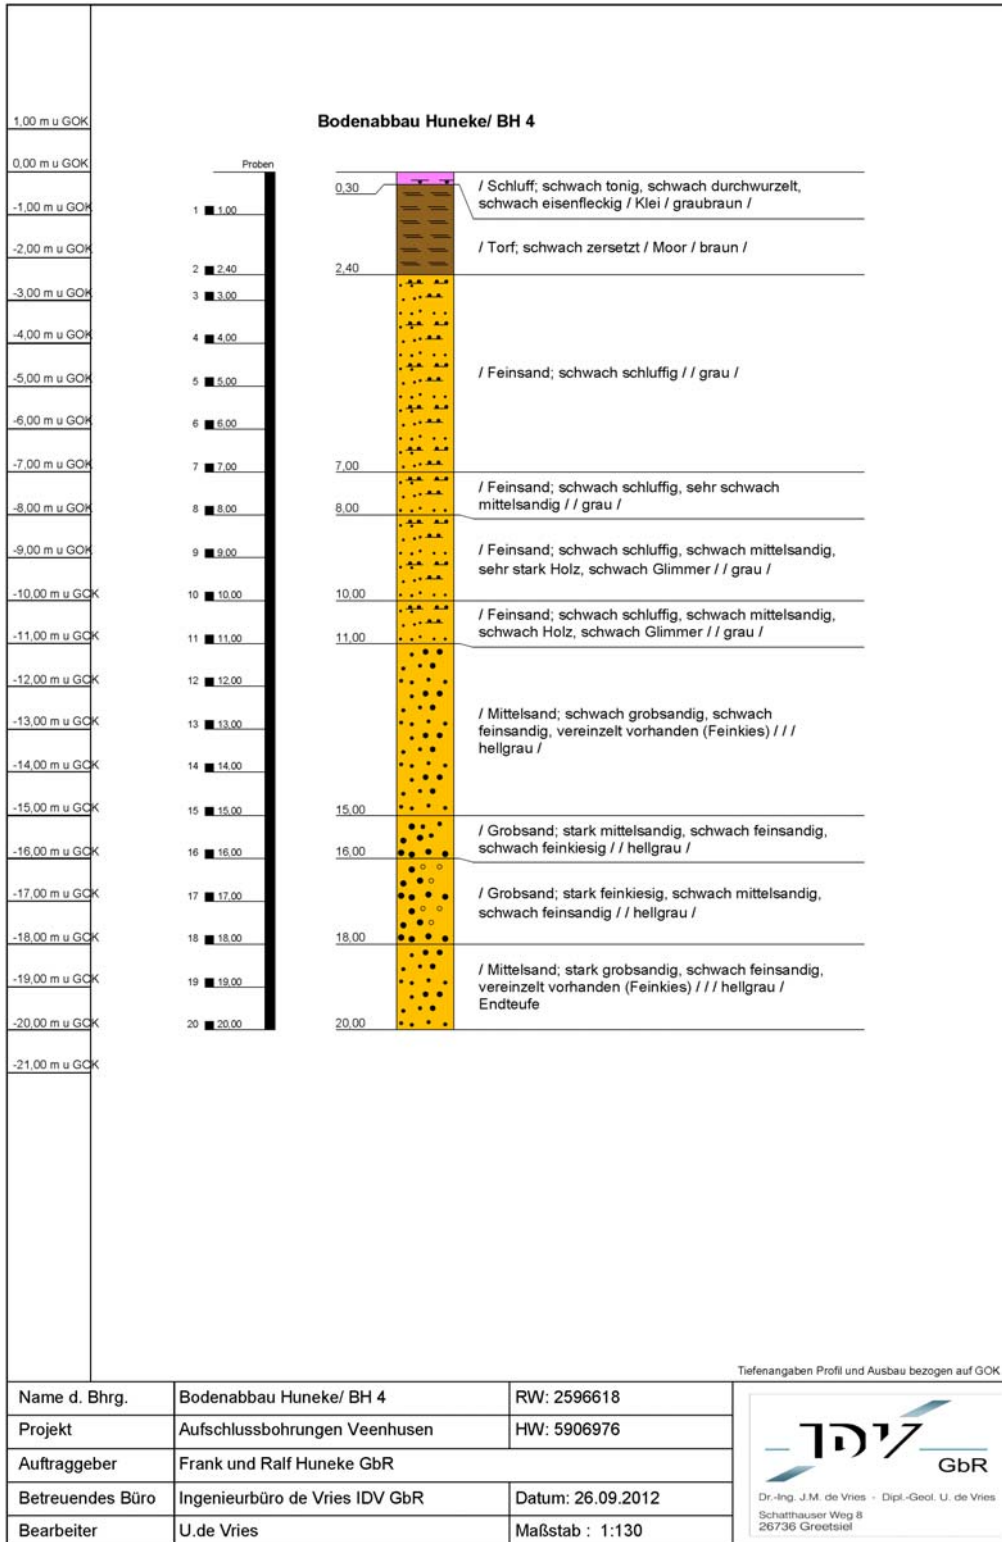 Bodenabbau Huneke/ BH 4
1,00 m u GOK
0,00 m u GOK
-1,00 m u GOK
-2,00 m u GOK
-3,00 m u GOK
-4,00 m u GOK
-5,00 m u GOK
-6,00 m u GOK
-7,00 m u GOK
-8,00 m u GOK
-9,00 m u GOK
-10,00 m u GOK
-11,00 m u GOK
-12,00 m u GOK
-13,00 m u GOK
-14,00 m u GOK
-15,00 m u GOK
-16,00 m u GOK
-17,00 m u GOK
-18,00 m u GOK
-19,00 m u GOK
-20,00 m u GOK
-21,00 m u GOK
Proben
1 1,00
2 2,40
3 3,00
4 4,00
5 5,00
6 6,00
7 7,00
8 8,00
9 9,00
10 10,00
11 11,00
12 12,00
13 13,00
14 14,00
15 15,00
16 16,00
17 17,00
18 18,00
19 19,00
20 20,00
0,30
2,40
7,00
8,00
10,00
11,00
15,00
16,00
18,00
20,00
/ Schluff; schwach tonig, schwach durchwurzelt,
schwach eisenfleckig / Klei / graubraun /
/ Torf; schwach zersetzt / Moor / braun /
/ Feinsand; schwach schluffig / / grau /
/ Feinsand; schwach schluffig, sehr schwach
mittelsandig / / grau /
/ Feinsand; schwach schluffig, schwach mittelsandig,
sehr stark Holz, schwach Glimmer / / grau /
/ Feinsand; schwach schluffig, schwach mittelsandig,
schwach Holz, schwach Glimmer / / grau /
/ Mittelsand; schwach grobsandig, schwach
feinsandig, vereinzelt vorhanden (Feinkies) / / /
hellgrau /
/ Grobsand; stark mittelsandig, schwach feinsandig,
schwach feinkiesig / / hellgrau /
/ Grobsand; stark feinkiesig, schwach mittelsandig,
schwach feinsandig / / hellgrau /
/ Mittelsand; stark grobsandig, schwach feinsandig,
vereinzelt vorhanden (Feinkies) / / / hellgrau /
Endteufe
Tiefenangaben Profil und Ausbau bezogen auf GOK
Name d. Bhrg. Bodenabbau Huneke/ BH 4 RW: 2596618
Projekt Aufschlussbohrungen Veenhusen HW: 5906976
Auftraggeber Frank und Ralf Huneke GbR
Betreuendes Büro Ingenieurbüro de Vries IDV GbR Datum: 26.09.2012
Bearbeiter U.de Vries Maßstab : 1:130
IDV
GbR
Dr.-Ing. J.M. de Vries - Dipl.-Geol. U. de Vries
Schatthauser Weg 8
26736 Greetsiel